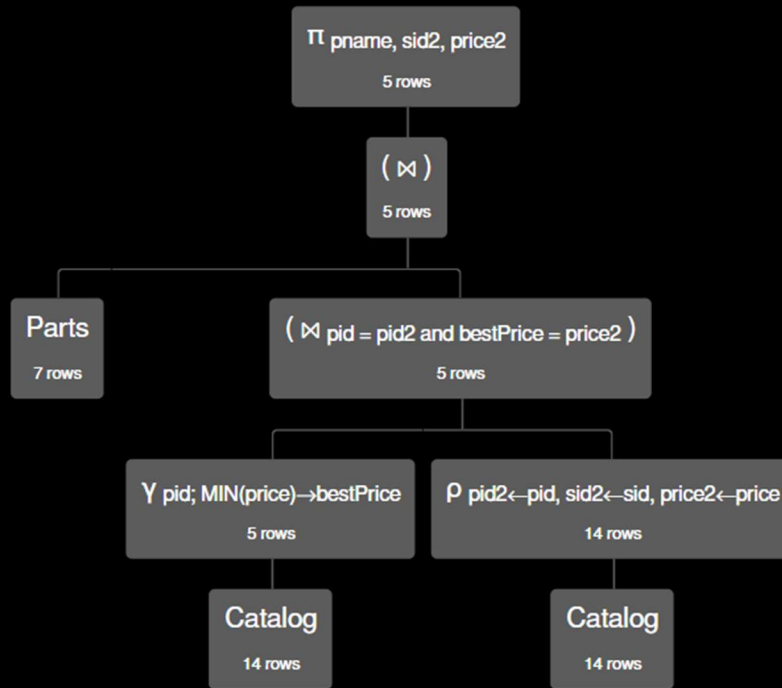 π pname, sid2, price2
5 rows
( ⋈ )
5 rows
Parts
7 rows
( ⋈ pid = pid2 and bestPrice = price2 )
5 rows
γ pid; MIN(price)→bestPrice
5 rows
ρ pid2←pid, sid2←sid, price2←price
14 rows
Catalog
14 rows
Catalog
14 rows